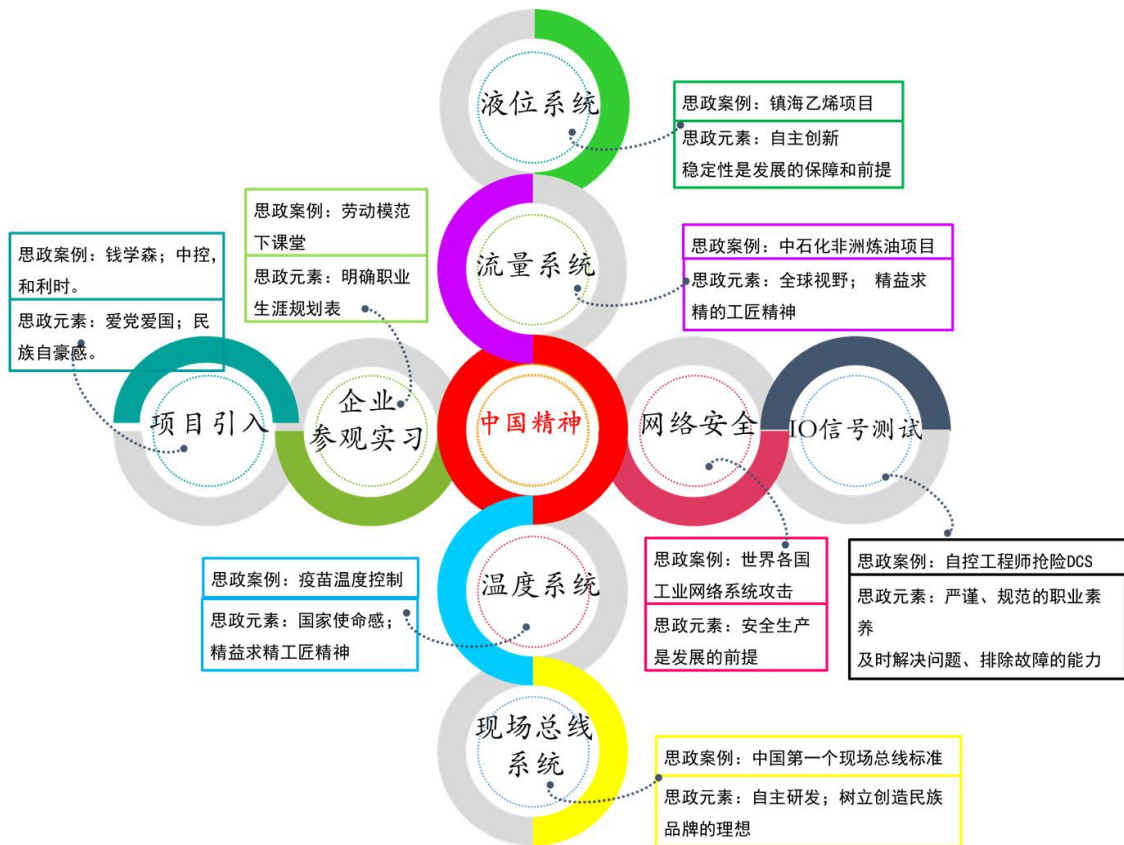 液位系统
思政案例：镇海乙烯项目
思政元素：自主创新
稳定性是发展的保障和前提
思政案例：劳动模范
下课堂
思政元素：明确职业
生涯规划表
流量系统
思政案例：中石化非洲炼油项目
思政元素：全球视野； 精益求
精的工匠精神
思政案例：钱学森；中控，
和利时。
思政元素：爱党爱国；民
族自豪感。
项目引入
企业
参观实习
中国精神
网络安全
IO信号测试
思政案例：疫苗温度控制
思政元素：国家使命感；
精益求精工匠精神
温度系统
思政案例：世界各国
工业网络系统攻击
思政元素：安全生产
是发展的前提
思政案例：自控工程师抢险DCS
思政元素：严谨、规范的职业素
养
及时解决问题、排除故障的能力
现场总线
系统
思政案例：中国第一个现场总线标准
思政元素：自主研发；树立创造民族
品牌的理想